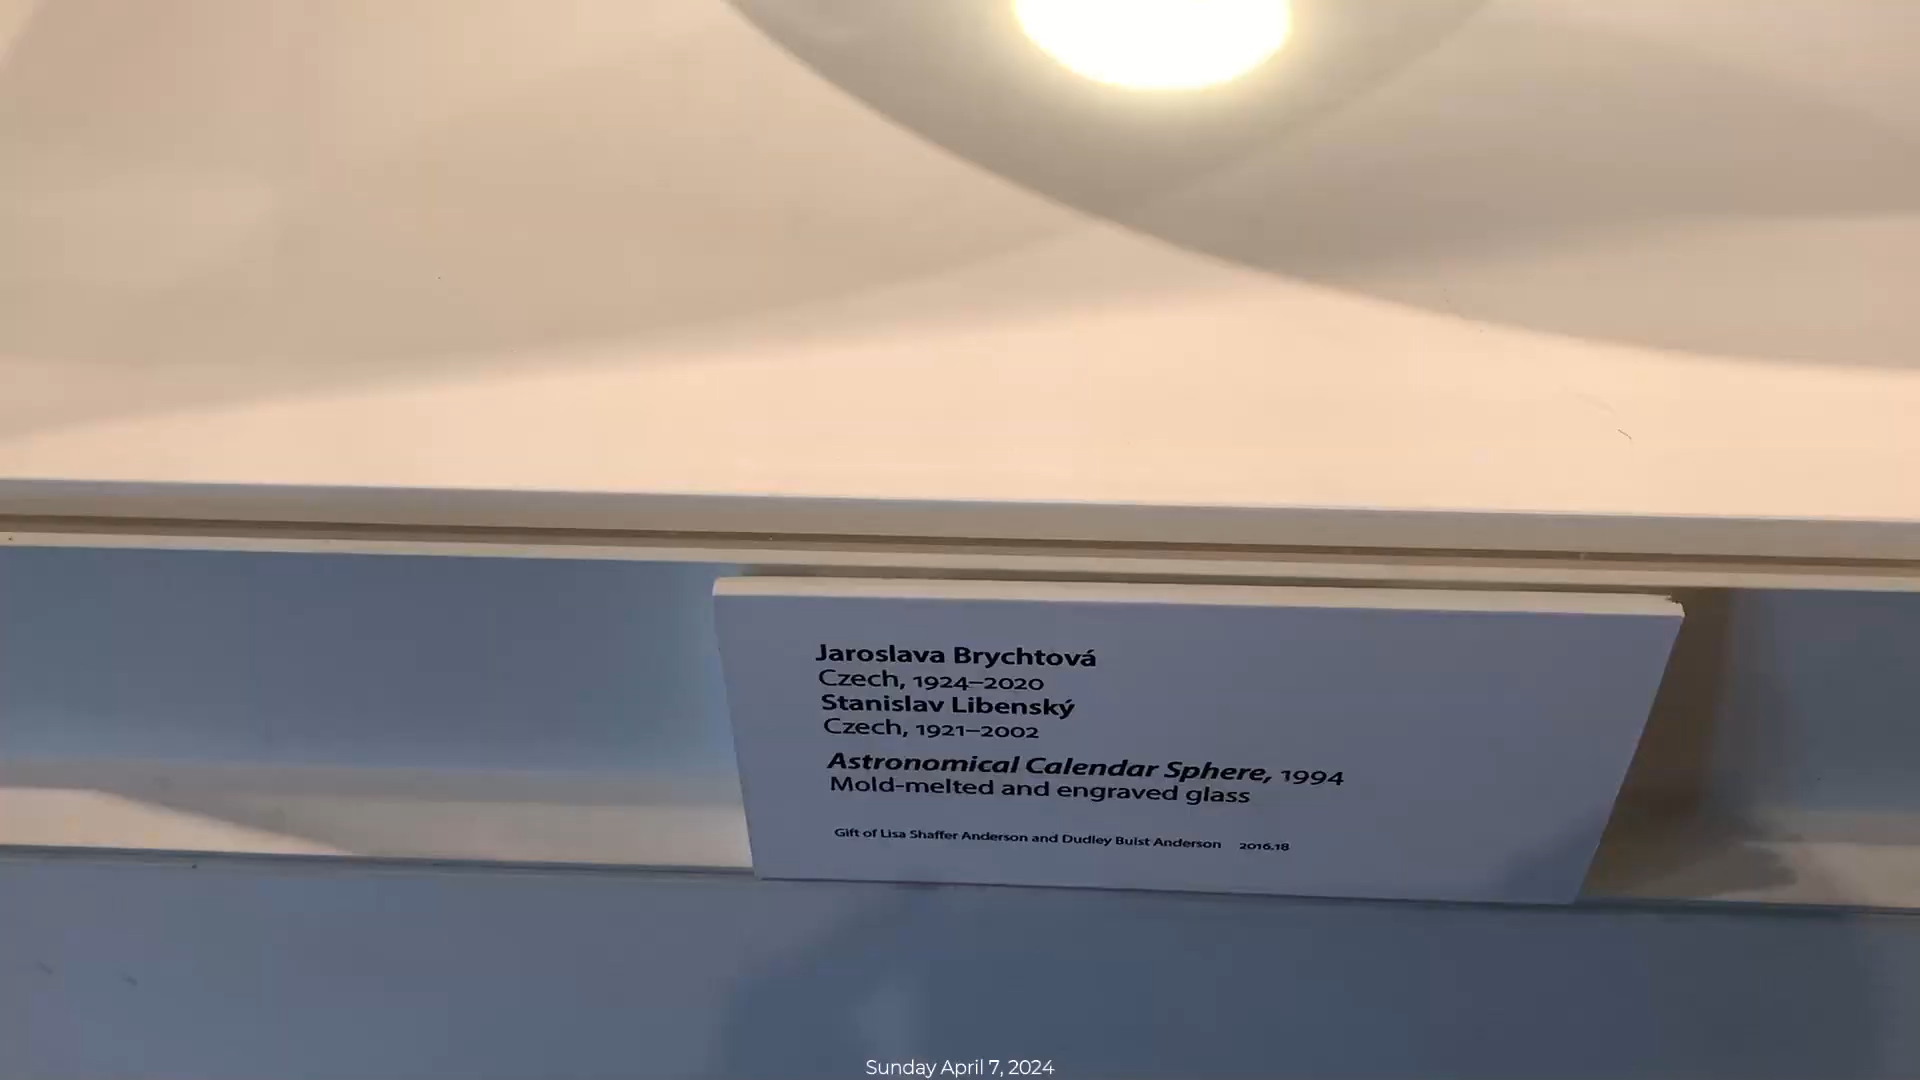 Jaroslava Brychtová
Czech, 1924–2020
Stanislav Libenský
Czech, 1921–2002
Astronomical Calendar Sphere, 1994
Mold-melted and engraved glass
Gift of Lisa Shaffer Anderson and Dudley Buist Anderson 2016.18
Sunday April 7, 2024